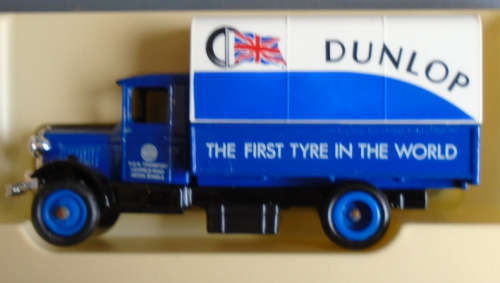 DUNLOP
THE FIRST TYRE IN THE WORLD